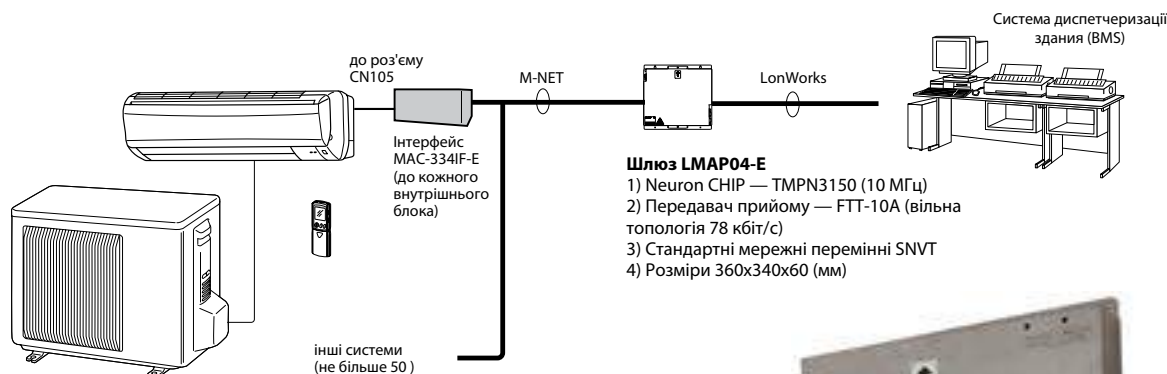 Система диспетчеризації
здания (BMS)
до роз'єму
CN105
M-NET
LonWorks
Інтерфейс
MAC-334IF-E
(до кожного
внутрішнього
блока)
Шлюз LMAP04-E
1) Neuron CHIP — TMPN3150 (10 МГц)
2) Передавач прийому — FTT-10A (вільна
топологія 78 кбіт/с)
3) Стандартні мережні перемінні SNVT
4) Розміри 360х340х60 (мм)
інші системи
(не більше 50 )